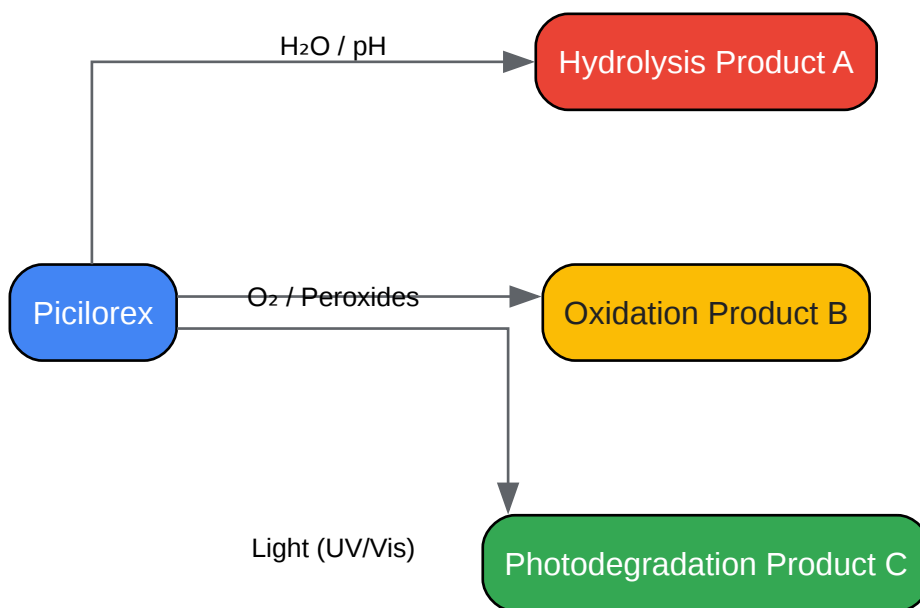 H₂O / pH
Hydrolysis Product A
Picilorex
O₂ / Peroxides
Oxidation Product B
Light (UV/Vis)
Photodegradation Product C